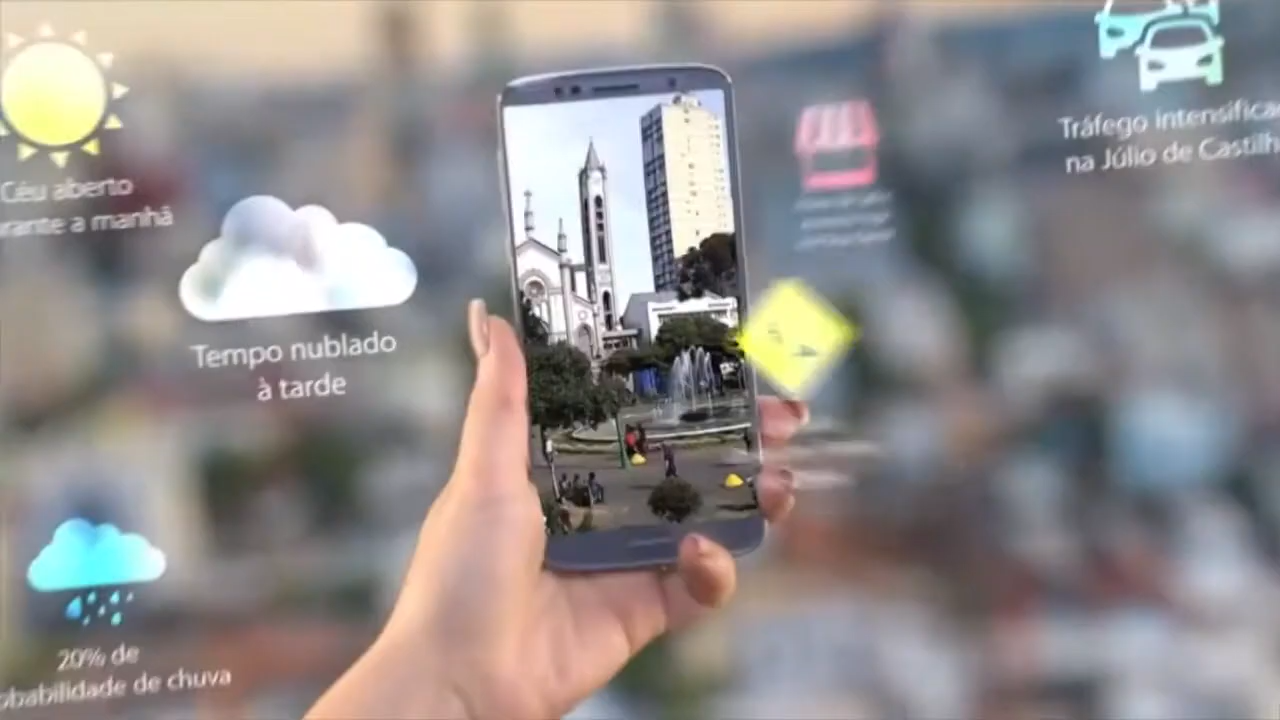 Céu aberto
rante a manhã
Tempo nublado
à tarde
20% de
obabilidade de chuva
Tráfego intensifica
na Júlio de Castilh